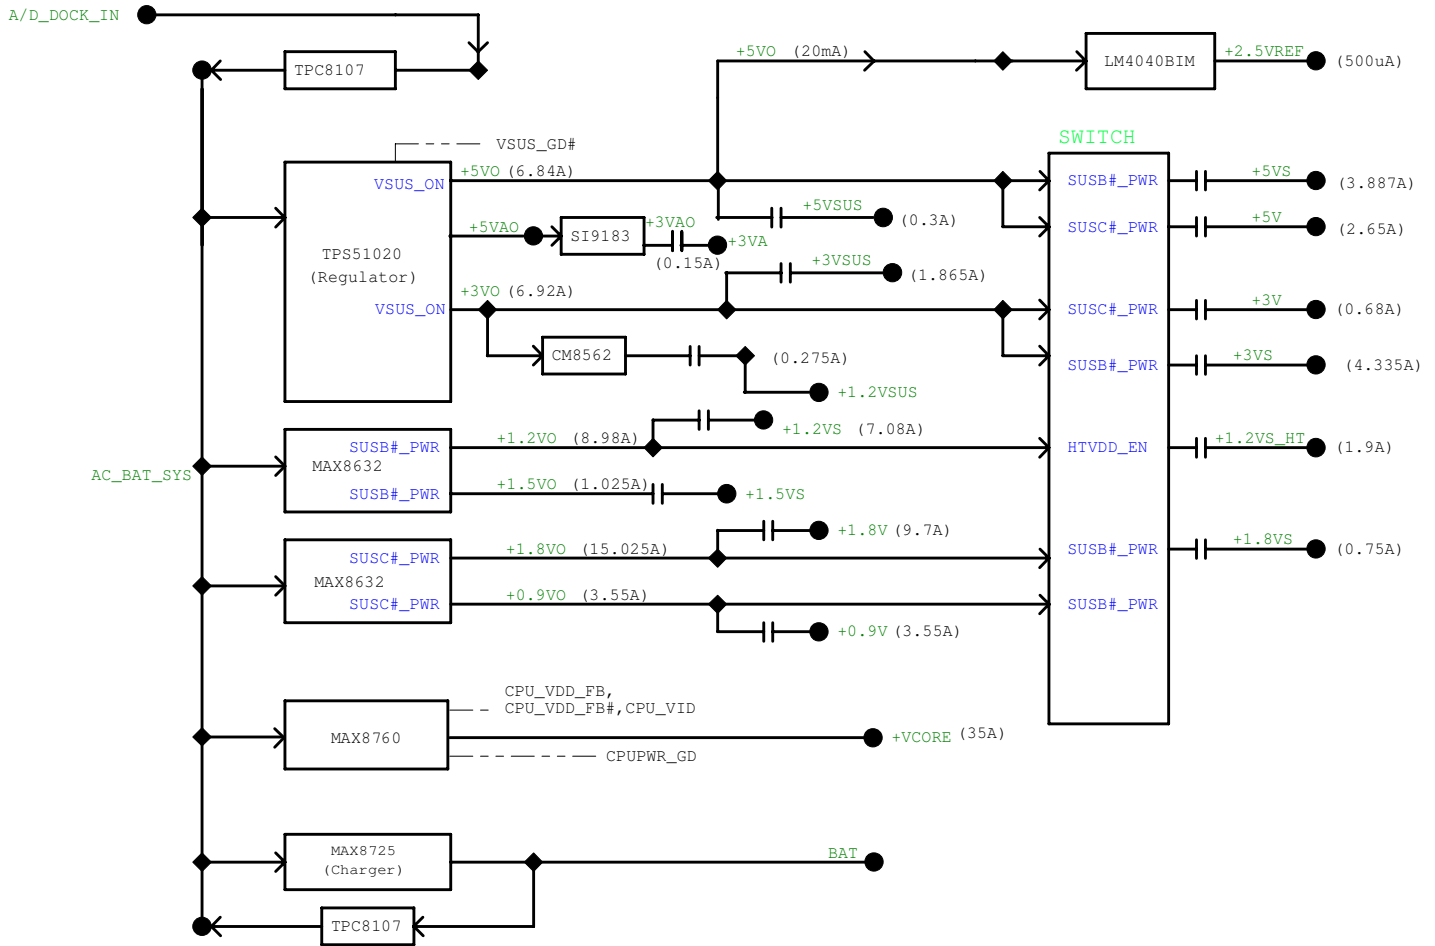 A/D_DOCK_IN
TPC8107
+5VO (20mA)
LM4040BIM
+2.5VREF
(500uA)
SWITCH
VSUS_GD#
VSUS_ON
+5VO (6.84A)
SUSB#_PWR
+5VS
(3.887A)
+5VSUS
(0.3A)
SUSC#_PWR
+5V
(2.65A)
+5VAO
SI9183
+3VAO
+3VA
(0.15A)
TPS51020
(Regulator)
+3VSUS
(1.865A)
VSUS_ON
+3VO (6.92A)
SUSC#_PWR
+3V
(0.68A)
CM8562
(0.275A)
SUSB#_PWR
+3VS
(4.335A)
+1.2VSUS
+1.2VS (7.08A)
SUSB#_PWR
+1.2VO (8.98A)
HTVDD_EN
+1.2VS_HT
(1.9A)
MAX8632
AC_BAT_SYS
SUSB#_PWR
+1.5VO (1.025A)
+1.5VS
+1.8V (9.7A)
SUSC#_PWR
+1.8VO (15.025A)
SUSB#_PWR
+1.8VS
(0.75A)
MAX8632
SUSC#_PWR
+0.9VO (3.55A)
SUSB#_PWR
+0.9V (3.55A)
CPU_VDD_FB,
CPU_VDD_FB#,CPU_VID
MAX8760
+VCORE (35A)
CPUPWR_GD
MAX8725
(Charger)
BAT
TPC8107